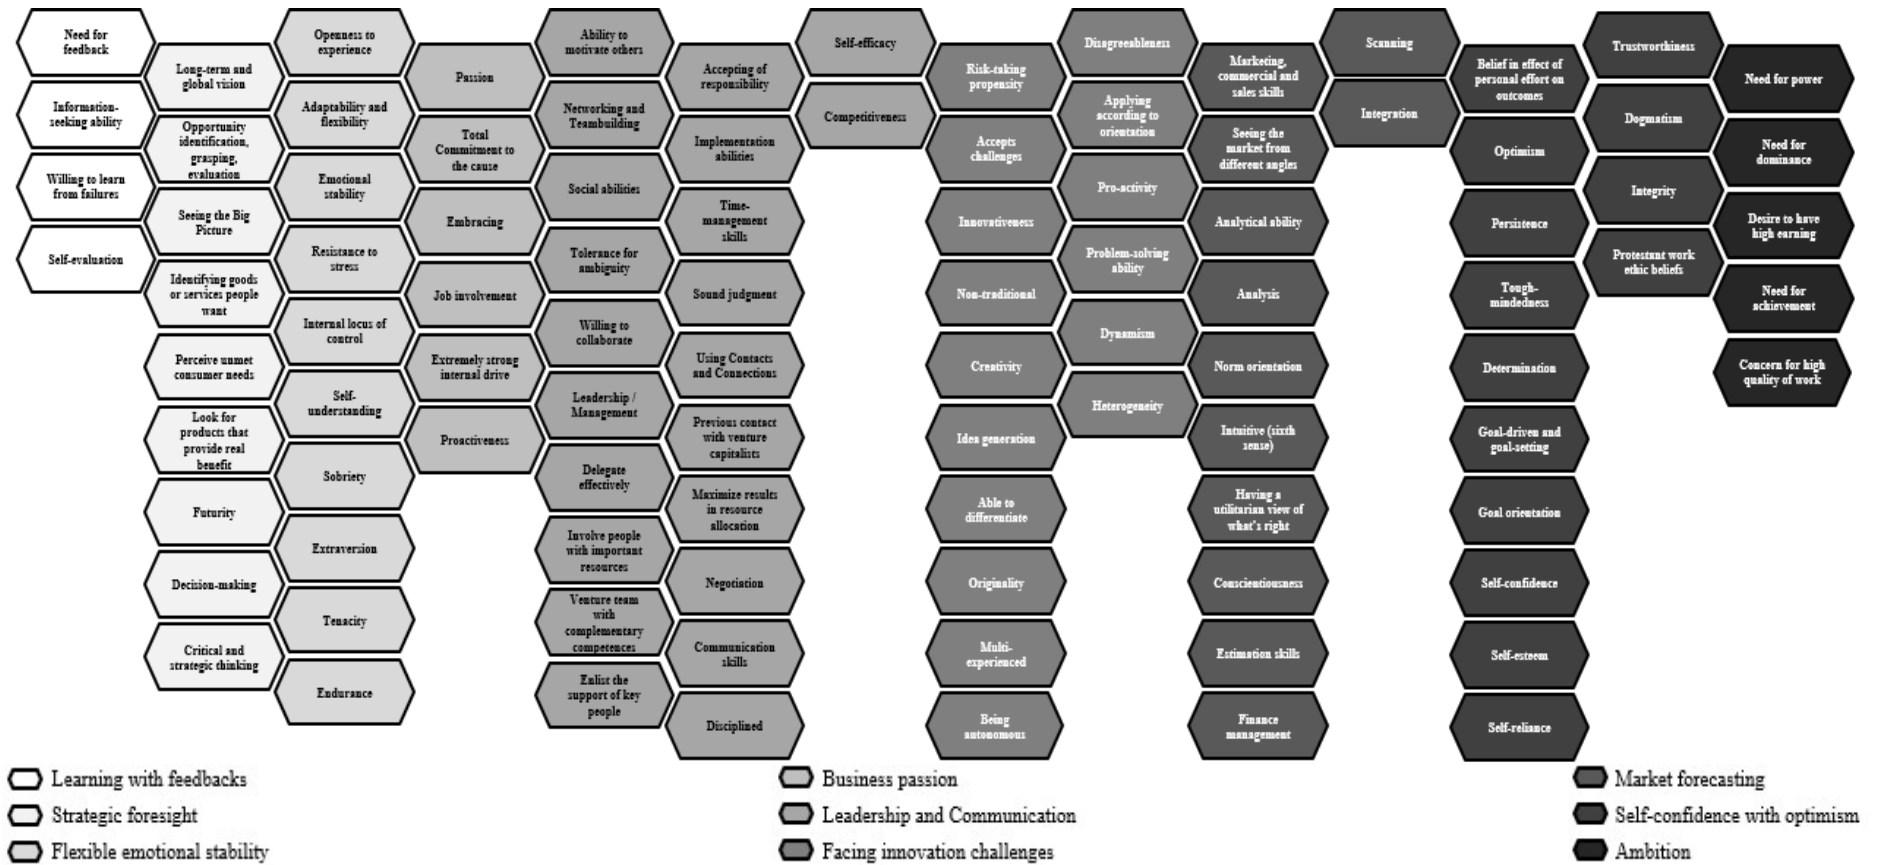 Need for
feedback
Information-
seeking ability
Willing to learn
from failures
Self-evaluation
Long-term and
global vision
Opportunity
identification,
grasping,
evaluation
Seeing the Big
Picture
Identifying goods
or services people
want
Perceive unmet
consumer needs
Look for
products that
provide real
benefit
Futurity
Decision-making
Critical and
strategic thinking
Openness to
experience
Adaptability and
flexibility
Emotional
stability
Resistance to
stress
Internal locus of
control
Self-
understanding
Sobriety
Extraversion
Tenacity
Endurance
Passion
Total
Commitment to
the cause
Embracing
Job involvement
Extremely strong
internal drive
Proactiveness
Ability to
motivate others
Networking and
Teambuilding
Social abilities
Tolerance for
ambiguity
Willing to
collaborate
Leadership /
Management
Delegate
effectively
Involve people
with important
resources
Venture team
with
complementary
competences
Enlist the
support of key
people
Accepting of
responsibility
Implementation
abilities
Time-
management
skills
Sound judgment
Using Contacts
and Connections
Previous contact
with venture
capitalists
Maximize results
in resource
allocation
Negotiation
Communication
skills
Disciplined
Self-efficacy
Competitiveness
Risk-taking
propensity
Accepts
challenges
Innovativeness
Non-traditional
Creativity
Idea generation
Able to
differentiate
Originality
Multi-
experienced
Being
autonomous
Disagreeableness
Applying
according to
orientation
Pro-activity
Problem-solving
ability
Dynamism
Heterogeneity
Marketing,
commercial and
sales skills
Seeing the
market from
different angles
Analytical ability
Analysis
Norm orientation
Intuitive (sixth
sense)
Having a
utilitarian view of
what's right
Conscientiousness
Estimation skills
Finance
management
Scanning
Integration
Belief in effect of
personal effort on
outcomes
Optimism
Persistence
Tough-
mindedness
Determination
Goal-driven and
goal-setting
Goal orientation
Self-confidence
Self-esteem
Self-reliance
Trustworthiness
Dogmatism
Integrity
Protestant work
ethic beliefs
Need for power
Need for
dominance
Desire to have
high earning
Need for
achievement
Concern for high
quality of work
Learning with feedbacks
Strategic foresight
Flexible emotional stability
Business passion
Leadership and Communication
Facing innovation challenges
Market forecasting
Self-confidence with optimism
Ambition